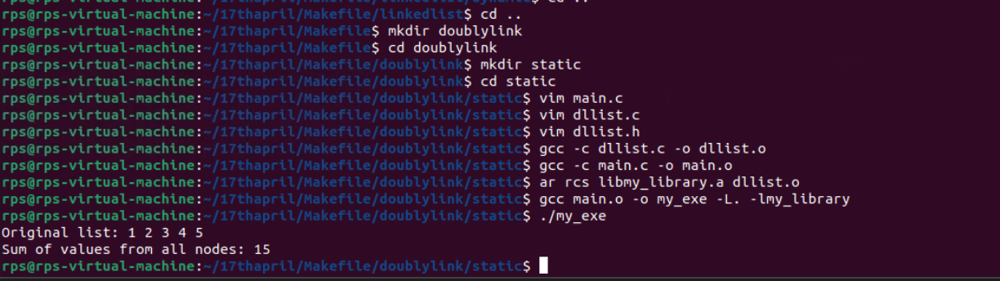 rps@rps-virtual-machine:~/17thapril/Makefile/linkedlist$ cd ..
rps@rps-virtual-machine:~/17thapril/Makefile$ mkdir doublylink
rps@rps-virtual-machine:~/17thapril/Makefile$ cd doublylink
rps@rps-virtual-machine:~/17thapril/Makefile/doublylink$ mkdir static
rps@rps-virtual-machine:~/17thapril/Makefile/doublylink$ cd static
rps@rps-virtual-machine:~/17thapril/Makefile/doublylink/static$ vim main.c
rps@rps-virtual-machine:~/17thapril/Makefile/doublylink/static$ vim dllist.c
rps@rps-virtual-machine:~/17thapril/Makefile/doublylink/static$ vim dllist.h
rps@rps-virtual-machine:~/17thapril/Makefile/doublylink/static$ gcc -c dllist.c -o dllist.o
rps@rps-virtual-machine:~/17thapril/Makefile/doublylink/static$ gcc -c main.c -o main.o
rps@rps-virtual-machine:~/17thapril/Makefile/doublylink/static$ ar rcs libmy_library.a dllist.o
rps@rps-virtual-machine:~/17thapril/Makefile/doublylink/static$ gcc main.o -o my_exe -L. -lmy_library
rps@rps-virtual-machine:~/17thapril/Makefile/doublylink/static$ ./my_exe
Original list: 1 2 3 4 5
Sum of values from all nodes: 15
rps@rps-virtual-machine:~/17thapril/Makefile/doublylink/static$